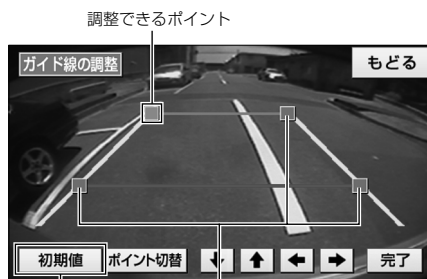 調整できるポイント
ガイド線の調整
もどる
初期値
ポイント切替
完了